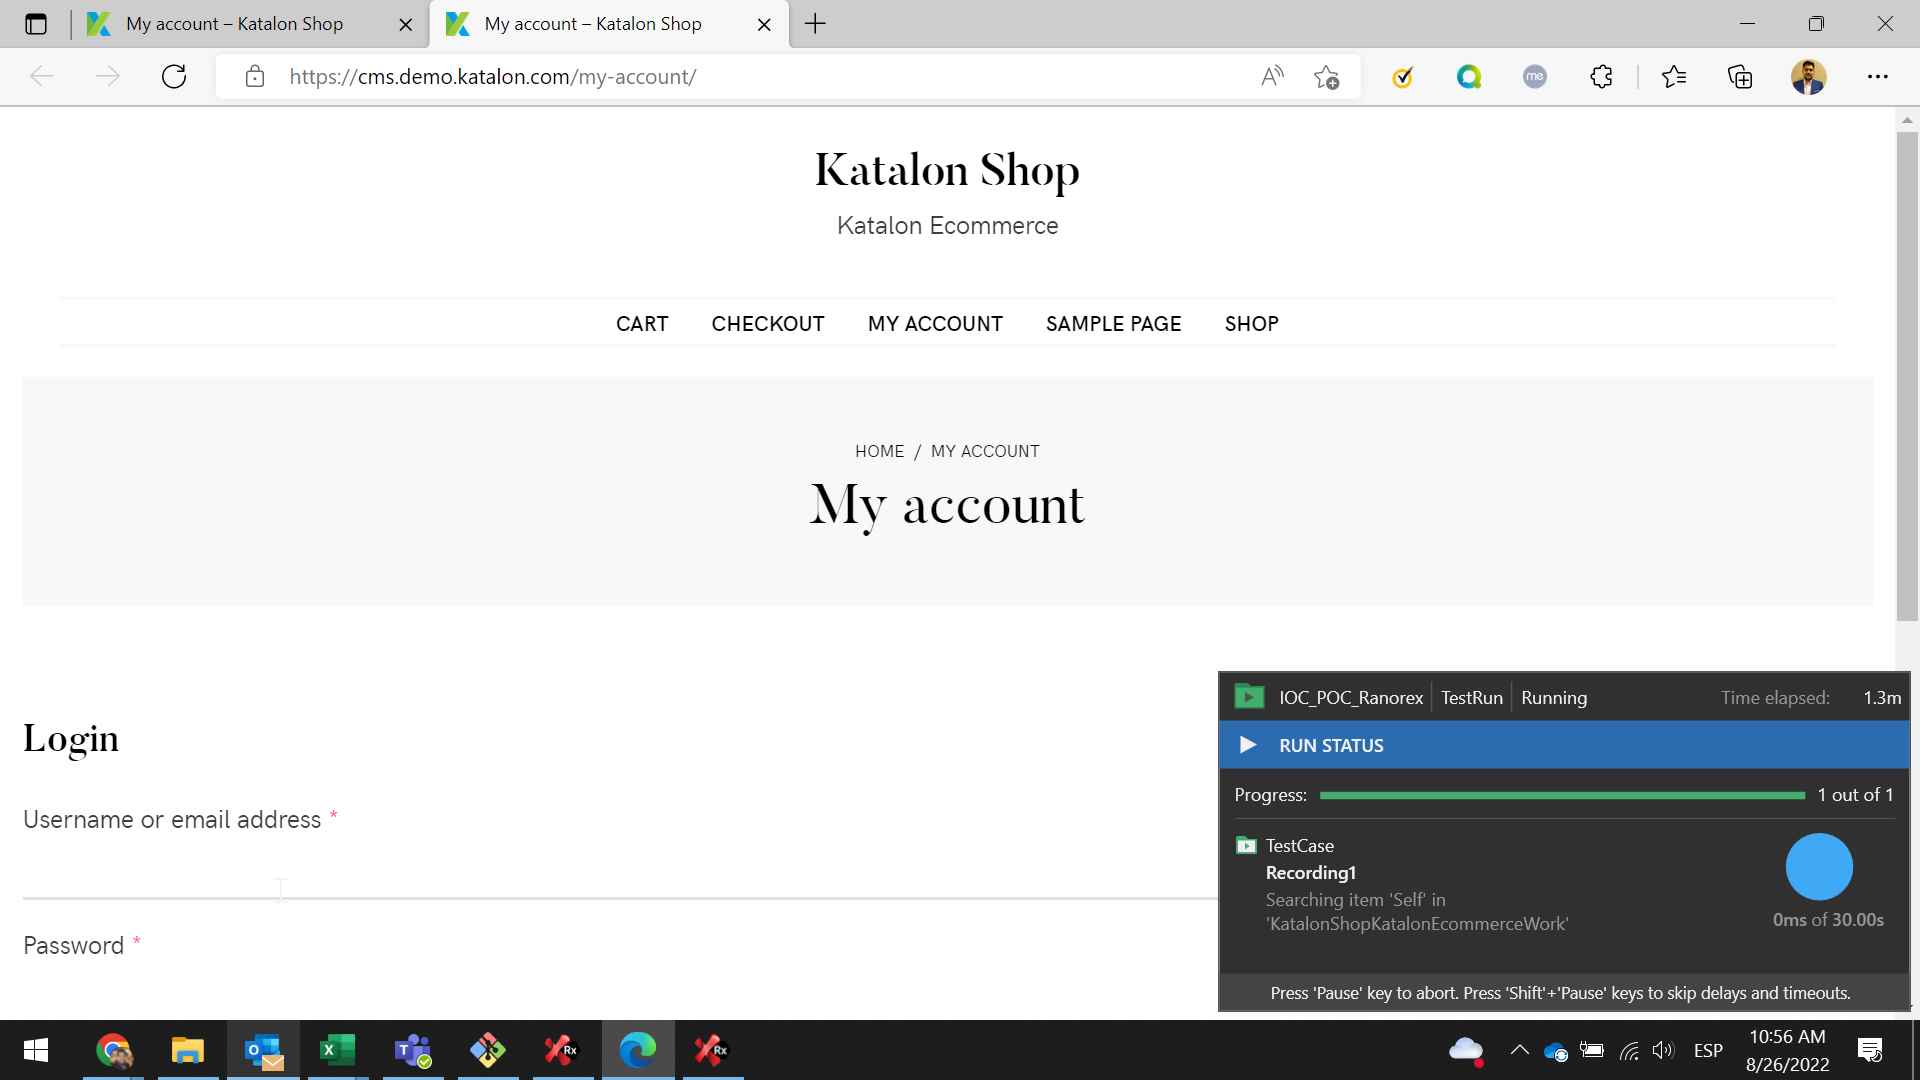 My account – Katalon Shop
My account – Katalon Shop
https://cms.demo.katalon.com/my-account/
me
Katalon Shop
Katalon Ecommerce
CART CHECKOUT MY ACCOUNT SAMPLE PAGE SHOP
HOME / MY ACCOUNT
My account
Login
Username or email address *
Password *
IOC_POC_Ranorex TestRun Running Time elapsed: 1.3m
RUN STATUS
Progress: 1 out of 1
TestCase
Recording1
Searching item 'Self' in
'KatalonShopKatalonEcommerceWork'
0ms of 30.00s
Press 'Pause' key to abort. Press 'Shift'+'Pause' keys to skip delays and timeouts.
ESP
10:56 AM
8/26/2022